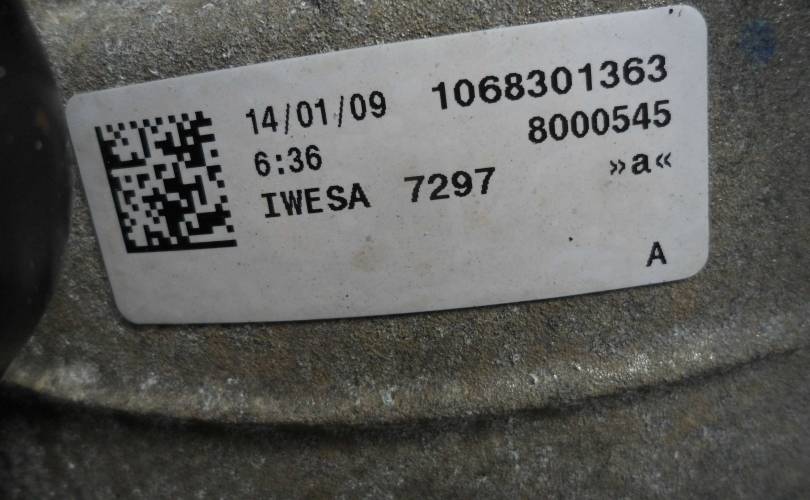 14/01/09 1068301363
6:36 8000545
IWESA 7297 »a«
A